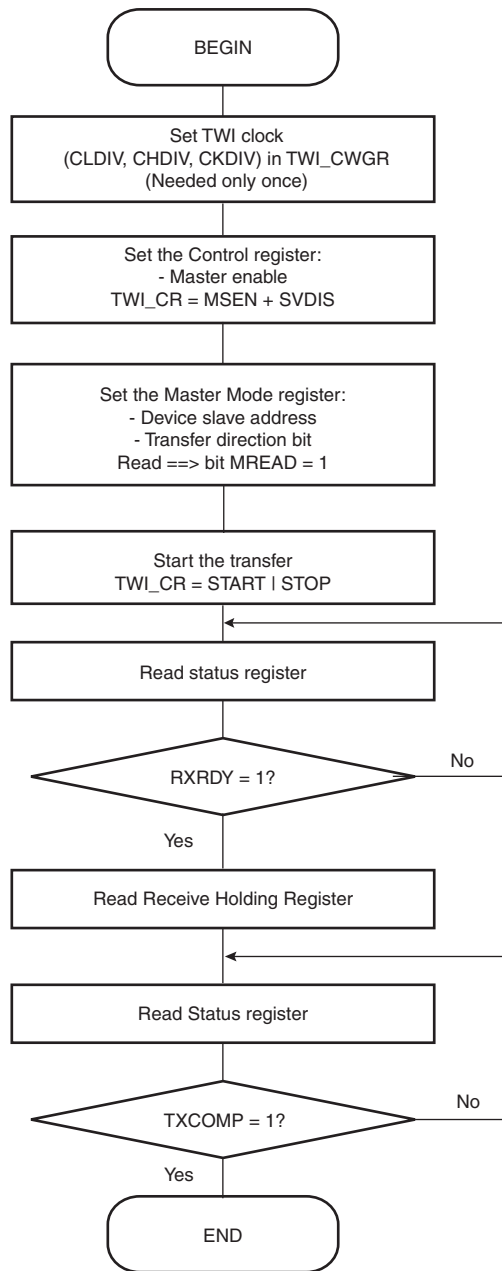 BEGIN
Set TWI clock
(CLDIV, CHDIV, CKDIV) in TWI_CWGR
(Needed only once)
Set the Control register:
- Master enable
TWI_CR = MSEN + SVDIS
Set the Master Mode register:
- Device slave address
- Transfer direction bit
Read ==> bit MREAD = 1
Start the transfer
TWI_CR = START | STOP
Read status register
RXRDY = 1?
No
Yes
Read Receive Holding Register
Read Status register
TXCOMP = 1?
No
Yes
END